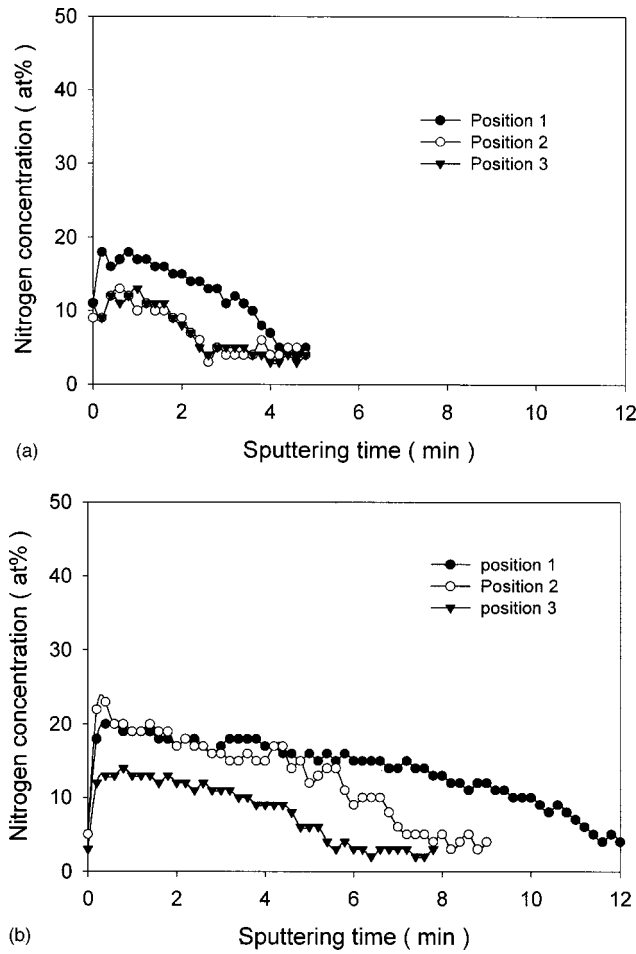 50
40
30
20
10
0
Nitrogen concentration ( at% )
Position 1
Position 2
Position 3
0 2 4 6 8 10 12
(a)
Sputtering time ( min )
50
40
30
20
10
0
Nitrogen concentration ( at% )
position 1
Position 2
position 3
0 2 4 6 8 10 12
(b)
Sputtering time ( min )